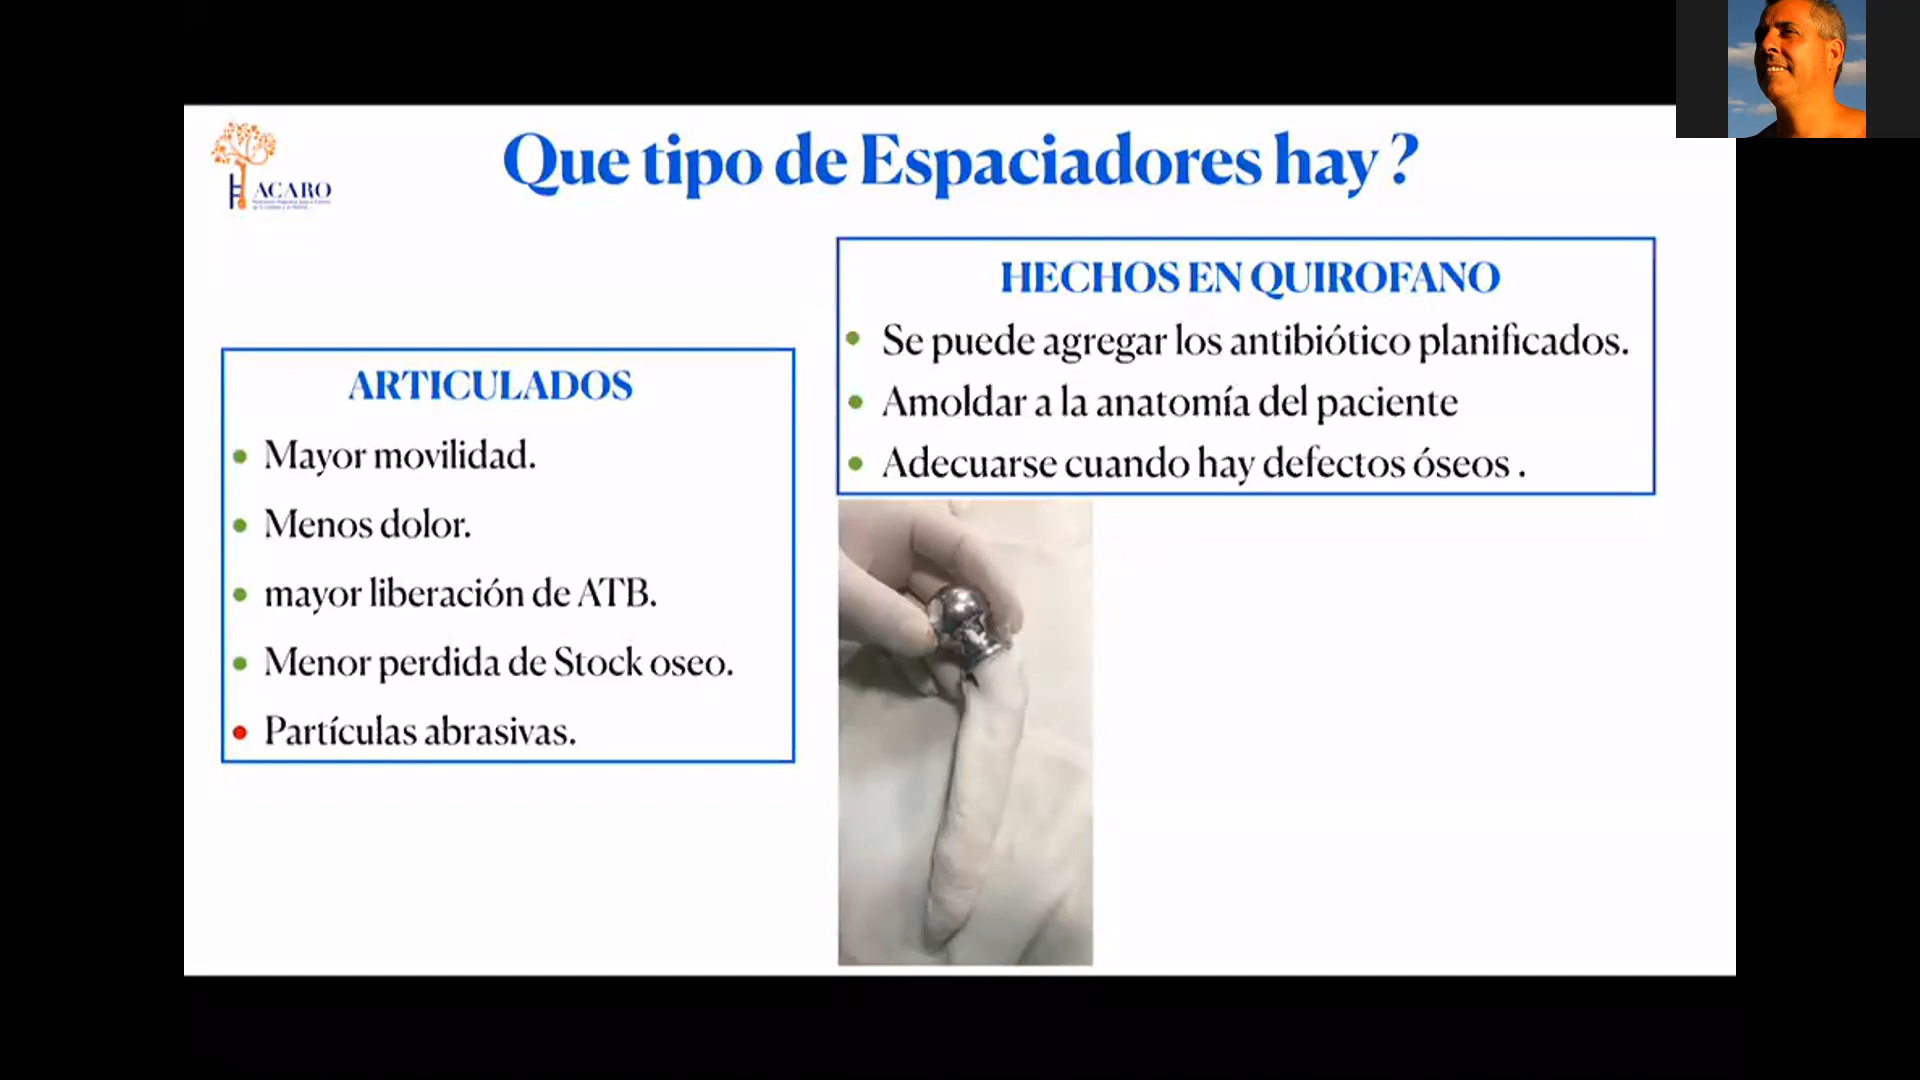 ACARO
Que tipo de Espaciadores hay ?
ARTICULADOS
Mayor movilidad.
Menos dolor.
mayor liberación de ATB.
Menor perdida de Stock oseo.
Partículas abrasivas.
HECHOS EN QUIROFANO
Se puede agregar los antibiótico planificados.
Amoldar a la anatomía del paciente
Adecuarse cuando hay defectos óseos .